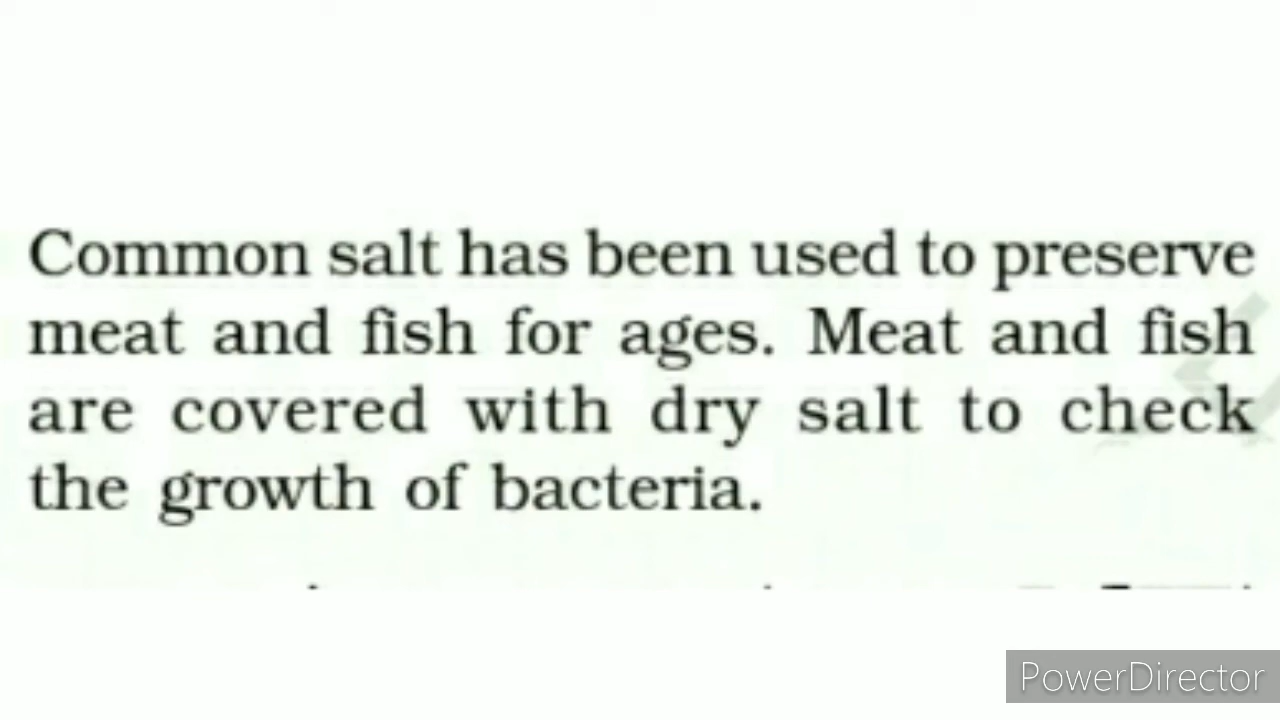 Common salt has been used to preserve
meat and fish for ages. Meat and fish
are covered with dry salt to check
the growth of bacteria.
PowerDirector